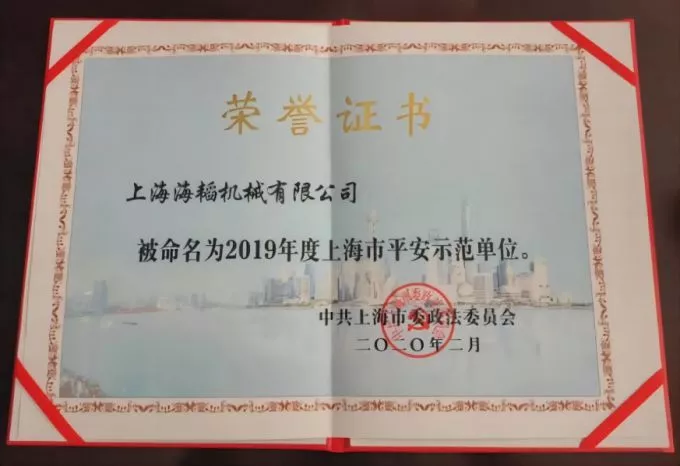 荣誉证书
上海海韬机械有限公司
被命名为2019年度上海市平安示范单位。
中共上海市委政法委员会
二〇二〇年二月